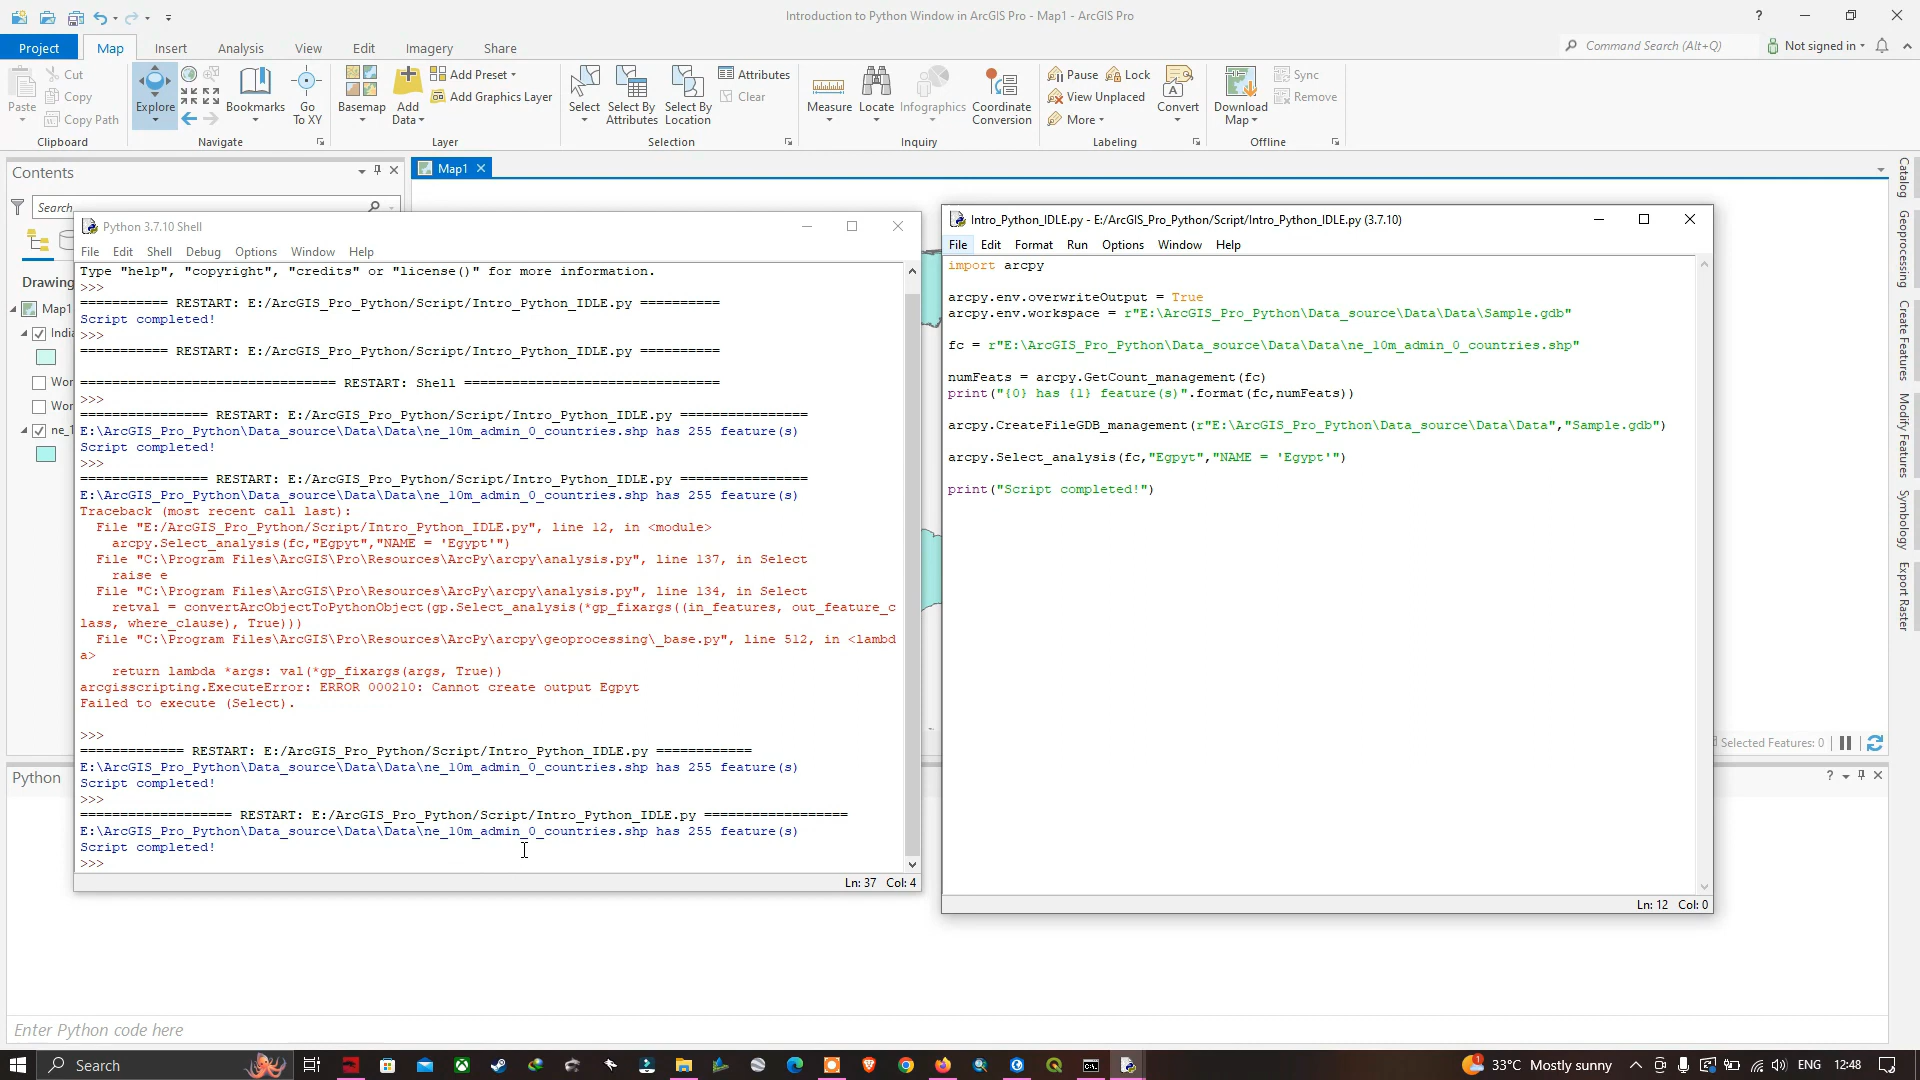 Introduction to Python Window in ArcGIS Pro - Map1 - ArcGIS Pro
?
Project
Map
Insert
Analysis
View
Edit
Imagery
Share
Command Search (Alt+Q)
Not signed in
Paste
Cut
Copy
Copy Path
Clipboard
Explore
Bookmarks
Go To XY
Navigate
Basemap
Add Data
Add Preset
Add Graphics Layer
Layer
Select
Select By Attributes
Select By Location
Attributes
Clear
Selection
Measure
Locate
Infographics
Coordinate Conversion
Inquiry
Pause
Lock
View Unplaced
More
Convert
Labeling
Download Map
Sync
Remove
Offline
Contents
Search
Drawing
Map1
India
Wor
Wor
ne_1
Map1
Python 3.7.10 Shell
File Edit Shell Debug Options Window Help
Type "help", "copyright", "credits" or "license()" for more information.
>>>
=========== RESTART: E:/ArcGIS_Pro_Python/Script/Intro_Python_IDLE.py ==========
Script completed!
>>>
=========== RESTART: E:/ArcGIS_Pro_Python/Script/Intro_Python_IDLE.py ==========
================================ RESTART: Shell ================================
>>>
================ RESTART: E:/ArcGIS_Pro_Python/Script/Intro_Python_IDLE.py ================
E:\ArcGIS_Pro_Python\Data_source\Data\Data\ne_10m_admin_0_countries.shp has 255 feature(s)
Script completed!
>>>
================ RESTART: E:/ArcGIS_Pro_Python/Script/Intro_Python_IDLE.py ================
E:\ArcGIS_Pro_Python\Data_source\Data\Data\ne_10m_admin_0_countries.shp has 255 feature(s)
Traceback (most recent call last):
File "E:/ArcGIS_Pro_Python/Script/Intro_Python_IDLE.py", line 12, in <module>
arcpy.Select_analysis(fc,"Egpyt","NAME = 'Egypt'")
File "C:\Program Files\ArcGIS\Pro\Resources\ArcPy\arcpy\analysis.py", line 137, in Select
raise e
File "C:\Program Files\ArcGIS\Pro\Resources\ArcPy\arcpy\analysis.py", line 134, in Select
retval = convertArcObjectToPythonObject(gp.Select_analysis(*gp_fixargs((in_features, out_feature_c
lass, where_clause), True)))
File "C:\Program Files\ArcGIS\Pro\Resources\ArcPy\arcpy\geoprocessing\_base.py", line 512, in <lambd
a>
return lambda *args: val(*gp_fixargs(args, True))
arcgisscripting.ExecuteError: ERROR 000210: Cannot create output Egpyt
Failed to execute (Select).
>>>
============= RESTART: E:/ArcGIS_Pro_Python/Script/Intro_Python_IDLE.py ============
E:\ArcGIS_Pro_Python\Data_source\Data\Data\ne_10m_admin_0_countries.shp has 255 feature(s)
Script completed!
>>>
=================== RESTART: E:/ArcGIS_Pro_Python/Script/Intro_Python_IDLE.py ==================
E:\ArcGIS_Pro_Python\Data_source\Data\Data\ne_10m_admin_0_countries.shp has 255 feature(s)
Script completed!
>>>
Ln: 37 Col: 4
Intro_Python_IDLE.py - E:/ArcGIS_Pro_Python/Script/Intro_Python_IDLE.py (3.7.10)
File Edit Format Run Options Window Help
import arcpy
arcpy.env.overwriteOutput = True
arcpy.env.workspace = r"E:\ArcGIS_Pro_Python\Data_source\Data\Data\Sample.gdb"
fc = r"E:\ArcGIS_Pro_Python\Data_source\Data\Data\ne_10m_admin_0_countries.shp"
numFeats = arcpy.GetCount_management(fc)
print("{0} has {1} feature(s)".format(fc,numFeats))
arcpy.CreateFileGDB_management(r"E:\ArcGIS_Pro_Python\Data_source\Data\Data","Sample.gdb")
arcpy.Select_analysis(fc,"Egpyt","NAME = 'Egypt'")
print("Script completed!")
Ln: 12 Col: 0
Catalog
Geoprocessing
Create Features
Modify Features
Symbology
Export Raster
Selected Features: 0
Python
?
Enter Python code here
Search
33°C Mostly sunny
ENG
12:48